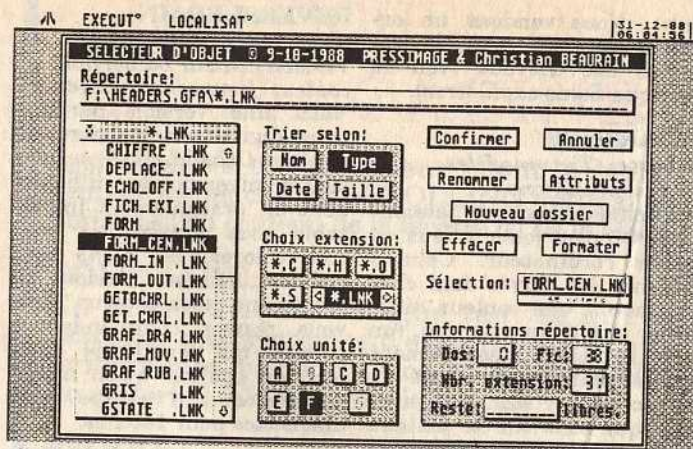 EXECUT° LOCALISAT°
31-12-88
06:04:56
SELECTEUR D'OBJET © 9-10-1988 PRESSIMAGE & Christian BEAURAIN
Répertoire:
F:\HEADERS.GFA\*.LNK
*.LNK
CHIFFRE .LNK
DEPLACE_.LNK
ECHO_OFF.LNK
FICH_EXI.LNK
FORM .LNK
FORM_CEN.LNK
FORM_IN .LNK
FORM_OUT.LNK
GET0CHRL.LNK
GET_CHRL.LNK
GRAF_DRA.LNK
GRAF_MOV.LNK
GRAF_RUB.LNK
GRIS .LNK
GSTATE .LNK
Trier selon:
Nom Type
Date Taille
Choix extension:
*.C *.H *.O
*.S *.LNK
Choix unité:
A B C D
E F G
Confirmer Annuler
Renommer Attributs
Nouveau dossier
Effacer Formater
Sélection: FORM_CEN.LNK
Informations répertoire:
Dos: 0 Fic: 38
Nbr. extension: 3
Reste: libres.